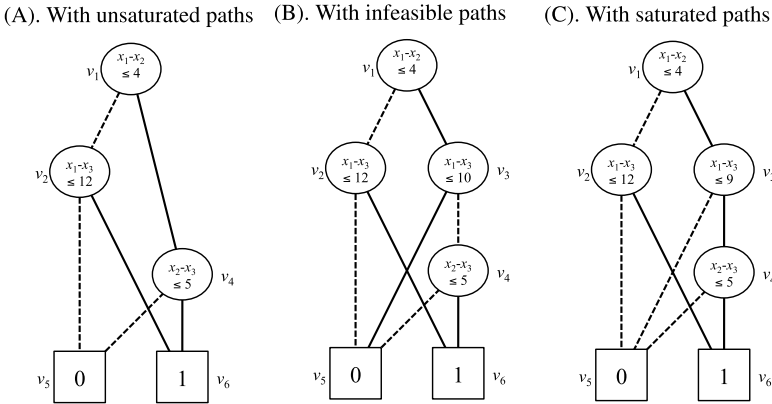 (A). With unsaturated paths
(B). With infeasible paths
(C). With saturated paths
v1
x1-x2
≤ 4
v2
x1-x3
≤ 12
x2-x3
≤ 5
v4
v5
0
1
v6
v1
x1-x2
≤ 4
v2
x1-x3
≤ 12
x1-x3
≤ 10
v3
x2-x3
≤ 5
v4
v5
0
1
v6
v1
x1-x2
≤ 4
v2
x1-x3
≤ 12
x1-x3
≤ 9
x2-x3
≤ 5
v5
0
1
v6